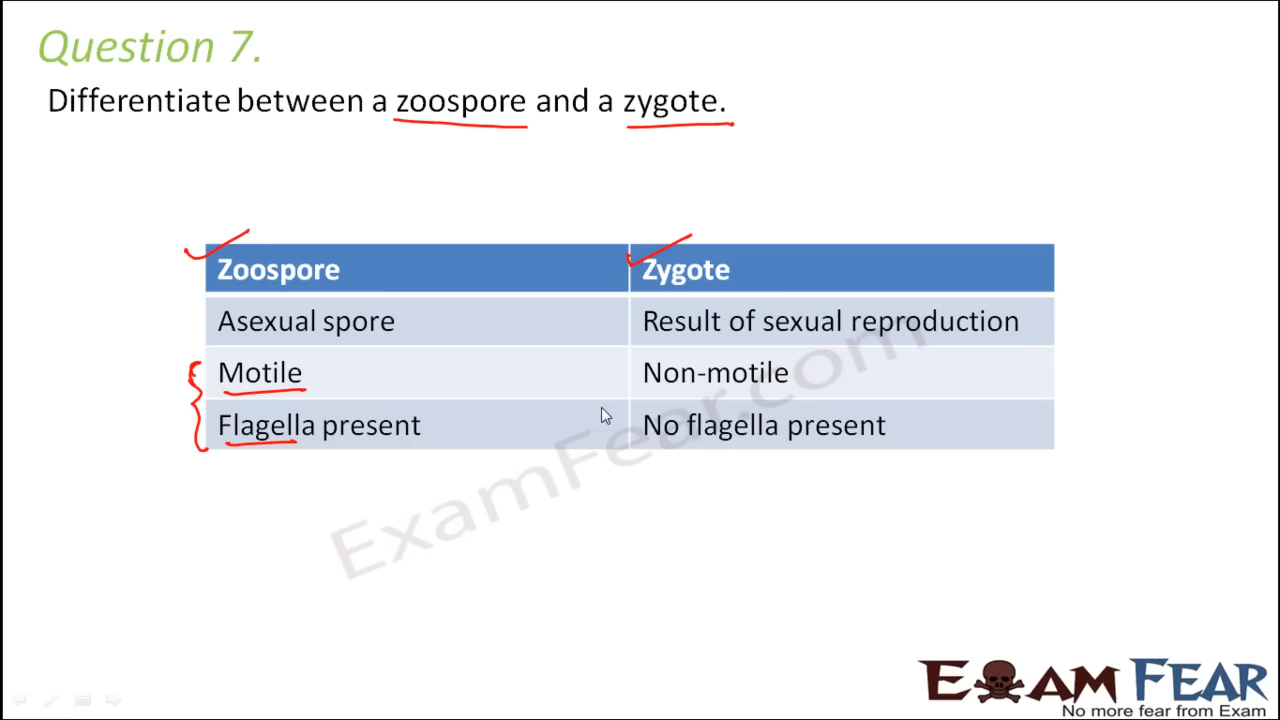 Question 7.
Differentiate between a zoospore and a zygote.
Zoospore Zygote
Asexual spore Result of sexual reproduction
Motile Non-motile
Flagella present No flagella present
ExamFear.com
EXAM FEAR
No more fear from Exam